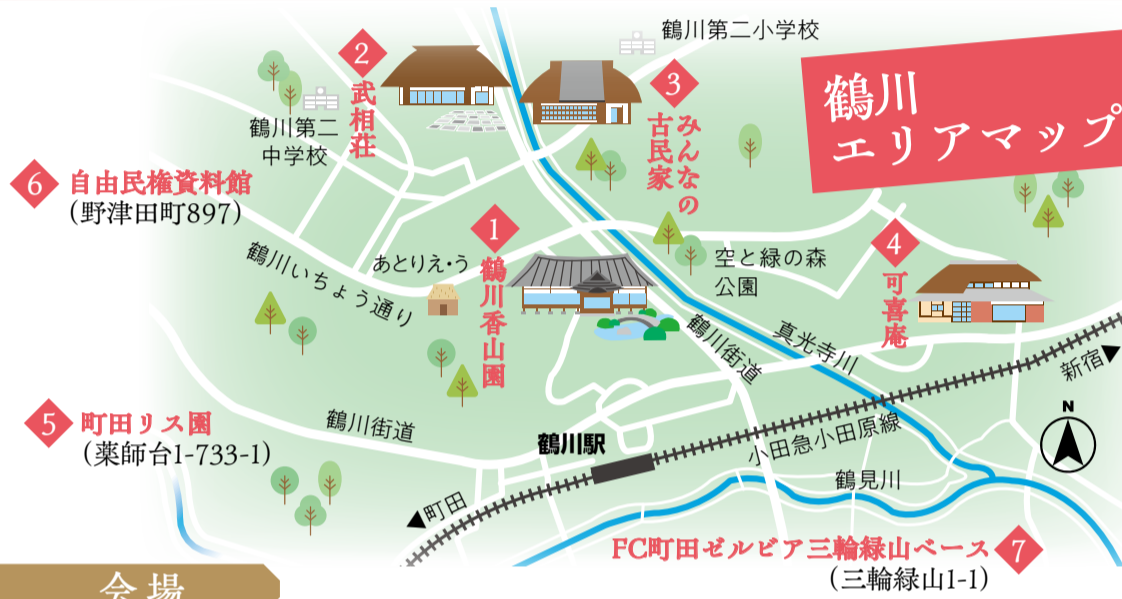 鶴川
エリアマップ
鶴川第二小学校
2
武相荘
3
みんなの
古民家
鶴川第二
中学校
6 自由民権資料館
(野津田町897)
1
鶴川香山園
あとりえ・う
鶴川いちょう通り
空と緑の森
公園
4
可喜庵
鶴川街道
真光寺川
新宿▶
5 町田リス園
(薬師台1-733-1)
鶴川街道
鶴川駅
小田急小田原線
N
鶴見川
◀町田
FC町田ゼルビア三輪緑山ベース 7
(三輪緑山1-1)
会場